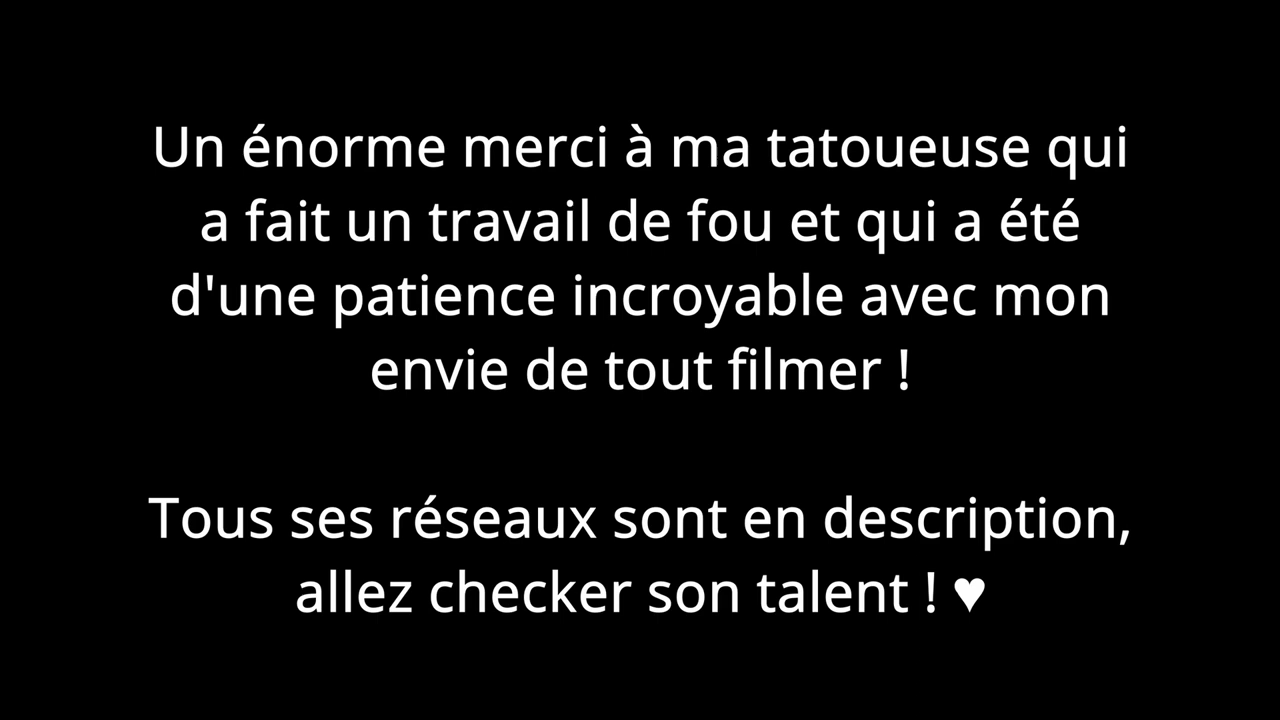 Un énorme merci à ma tatoueuse qui
a fait un travail de fou et qui a été
d'une patience incroyable avec mon
envie de tout filmer !
Tous ses réseaux sont en description,
allez checker son talent ! ♥